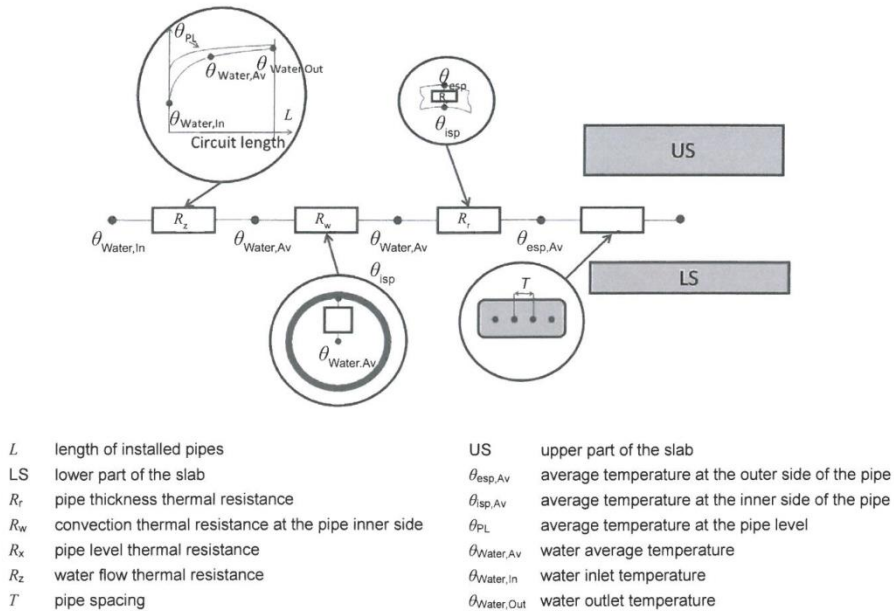 θPL
θWater,Av
θWater,Out
θWater,In
L
Circuit length
θesp
R
θisp
US
Rz
Rw
Rr
θWater,In
θWater,Av
θWater,Av
θesp,Av
θisp
LS
T
θWater.Av
L length of installed pipes
LS lower part of the slab
Rr pipe thickness thermal resistance
Rw convection thermal resistance at the pipe inner side
Rx pipe level thermal resistance
Rz water flow thermal resistance
T pipe spacing
US upper part of the slab
θesp,Av average temperature at the outer side of the pipe
θisp,Av average temperature at the inner side of the pipe
θPL average temperature at the pipe level
θWater,Av water average temperature
θWater,In water inlet temperature
θWater,Out water outlet temperature